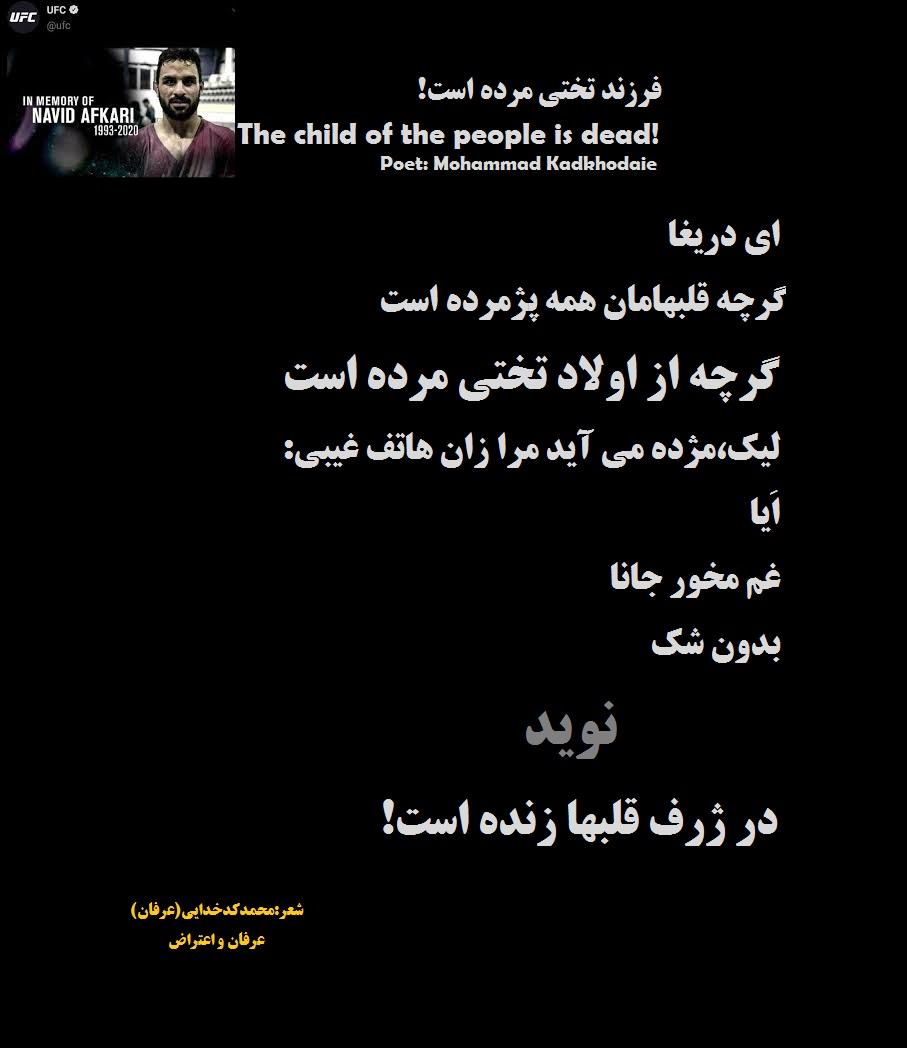 UFC
UFC
@ufc
IN MEMORY OF
NAVID AFKARI
1993-2020
فرزند تختی مرده است!
The child of the people is dead!
Poet: Mohammad Kadkhodaie
ای دریغا
گرچه قلبهامان همه پژمرده است
گرچه از اولاد تختی مرده است
لیک،مژده می آید مرا زان هاتف غیبی:
اَیا
غم مخور جانا
بدون شک
نوید
در ژرف قلبها زنده است!
شعر:محمدکدخدایی(عرفان)
عرفان و اعتراض